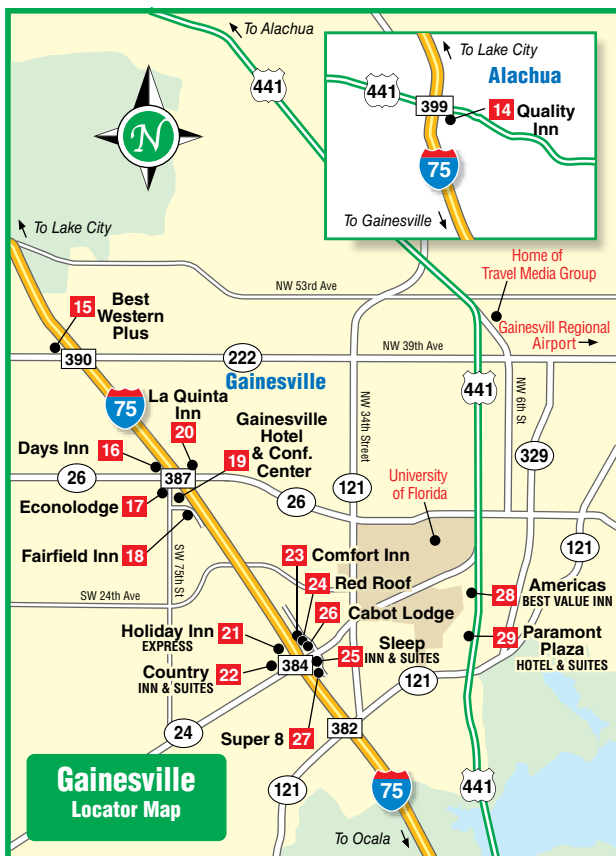 To Alachua
441
N
To Lake City
441
Alachua
399
14 Quality
Inn
75
To Gainesville
To Lake City
Home of
Travel Media Group
NW 53rd Ave
15
Best
Western
Plus
Gainesvill Regional
Airport
390
222
NW 39th Ave
Gainesville
441
75
La Quinta
Inn
20
Gainesville
Hotel
& Conf.
Center
19
NW 34th Street
NW 6th St
329
Days Inn 16
26
387
Econolodge 17
26
121
University
of Florida
Fairfield Inn 18
SW 75th St
121
23 Comfort Inn
24 Red Roof
26 Cabot Lodge
SW 24th Ave
28 Americas
BEST VALUE INN
Holiday Inn 21
EXPRESS
25 Sleep
INN & SUITES
29 Paramont
Plaza
HOTEL & SUITES
Country 22
INN & SUITES
384
121
24
Super 8 27
382
Gainesville
Locator Map
121
75
441
To Ocala